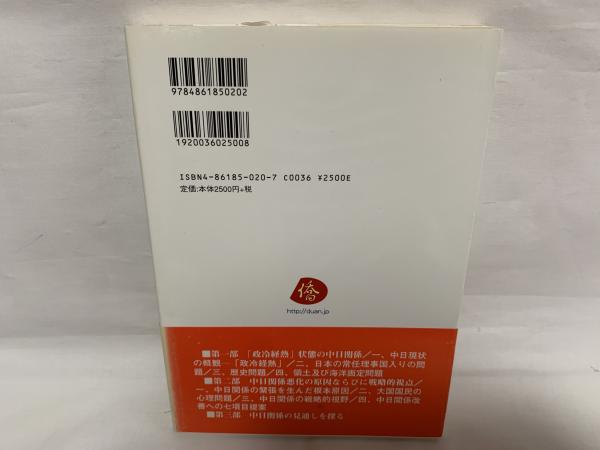 9784861850202
1920036025008
ISBN4-86185-020-7 C0036 ¥2500E
定価:本体2500円+税
僑
http://duan.jp
■第一部 「政冷経熱」状態の中日関係/一、中日現状
の概観―「政冷経熱」/二、日本の常任理事国入りの問
題/三、歴史問題/四、領土及び海洋画定問題
■第二部 中日関係悪化の原因ならびに戦略的視点/
一、中日関係の緊張を生んだ根本原因/二、大国国民の
心理問題/三、中日関係の戦略的視野/四、中日関係改
善への七項目提案
■第三部 中日関係の見通しを探る